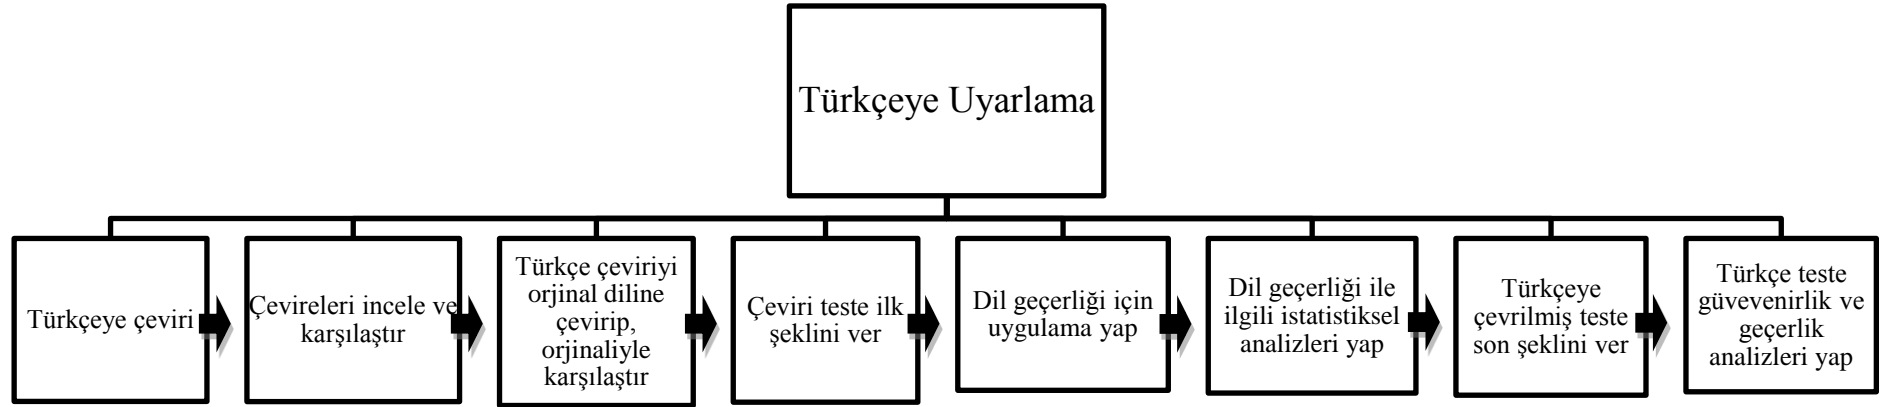 Türkçeye Uyarlama
Türkçeye çeviri
Çevireleri incele ve
karşılaştır
Türkçe çeviriyi
orjinal diline
çevirip,
orjinaliyle
karşılaştır
Çeviri teste ilk
şeklini ver
Dil geçerliği için
uygulama yap
Dil geçerliği ile
ilgili istatistiksel
analizleri yap
Türkçeye
çevrilmiş teste
son şeklini ver
Türkçe teste
güvevenirlik ve
geçerlik
analizleri yap